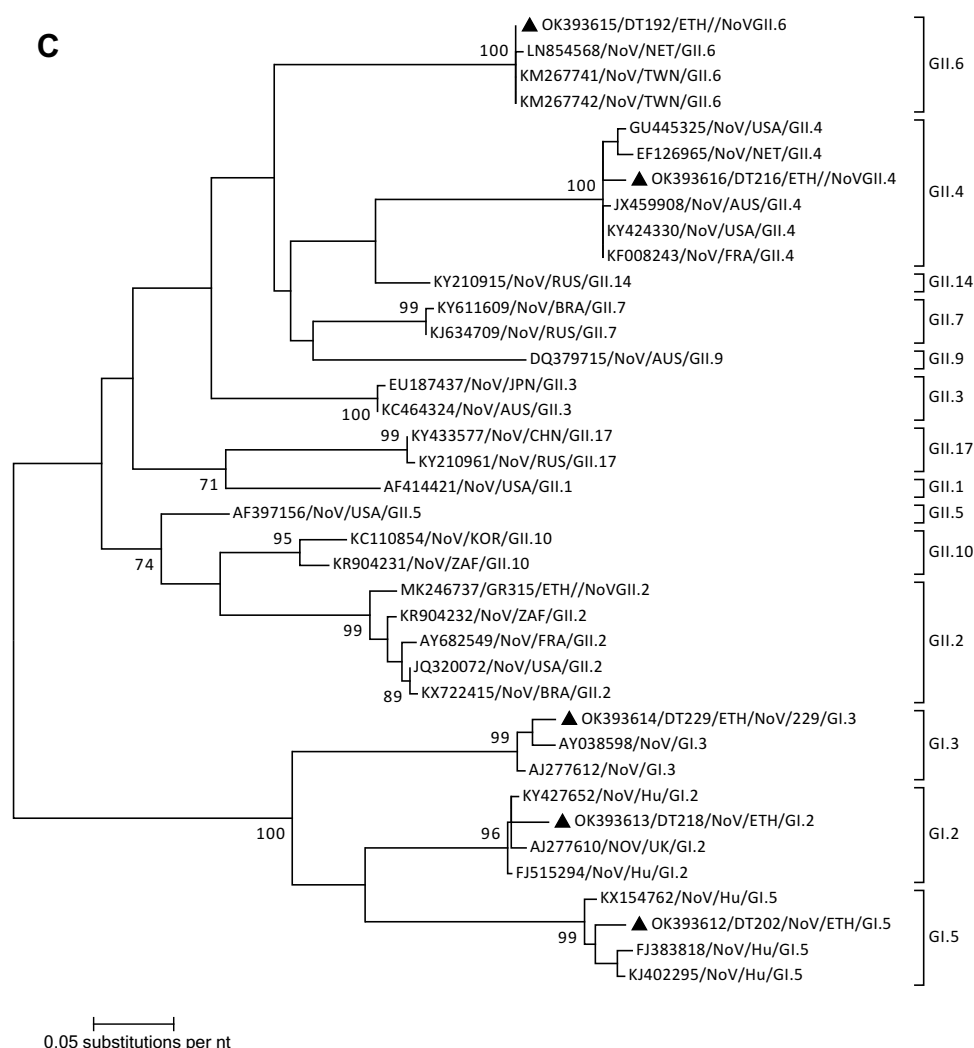 C
▲ OK393615/DT192/ETH//NoVGII.6
100
LN854568/NoV/NET/GII.6
KM267741/NoV/TWN/GII.6
KM267742/NoV/TWN/GII.6
GII.6
GU445325/NoV/USA/GII.4
EF126965/NoV/NET/GII.4
100
▲ OK393616/DT216/ETH//NoVGII.4
JX459908/NoV/AUS/GII.4
KY424330/NoV/USA/GII.4
KF008243/NoV/FRA/GII.4
GII.4
KY210915/NoV/RUS/GII.14
GII.14
99
KY611609/NoV/BRA/GII.7
KJ634709/NoV/RUS/GII.7
GII.7
DQ379715/NoV/AUS/GII.9
GII.9
EU187437/NoV/JPN/GII.3
100
KC464324/NoV/AUS/GII.3
GII.3
99
KY433577/NoV/CHN/GII.17
KY210961/NoV/RUS/GII.17
GII.17
71
AF414421/NoV/USA/GII.1
GII.1
AF397156/NoV/USA/GII.5
GII.5
74
95
KC110854/NoV/KOR/GII.10
KR904231/NoV/ZAF/GII.10
GII.10
MK246737/GR315/ETH//NoVGII.2
99
KR904232/NoV/ZAF/GII.2
AY682549/NoV/FRA/GII.2
JQ320072/NoV/USA/GII.2
89
KX722415/NoV/BRA/GII.2
GII.2
▲ OK393614/DT229/ETH/NoV/229/GI.3
99
AY038598/NoV/GI.3
AJ277612/NoV/GI.3
GI.3
100
KY427652/NoV/Hu/GI.2
▲ OK393613/DT218/NoV/ETH/GI.2
96
AJ277610/NOV/UK/GI.2
FJ515294/NoV/Hu/GI.2
GI.2
KX154762/NoV/Hu/GI.5
▲ OK393612/DT202/NoV/ETH/GI.5
99
FJ383818/NoV/Hu/GI.5
KJ402295/NoV/Hu/GI.5
GI.5
0.05 substitutions per nt